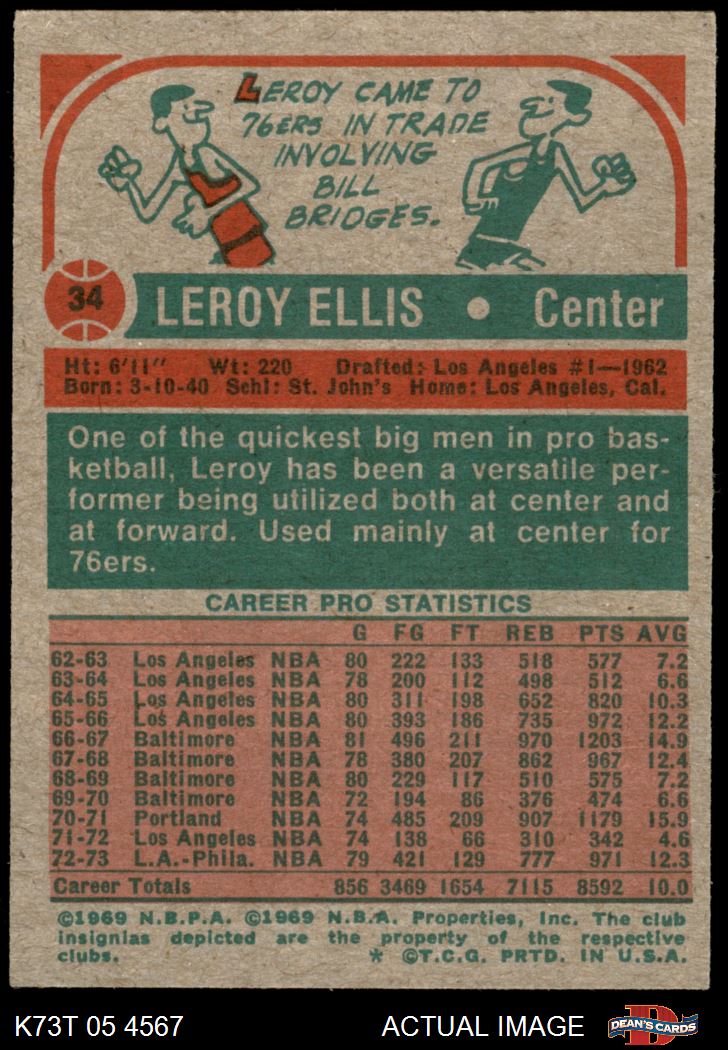 LEROY CAME TO
76ERS IN TRADE
INVOLVING
BILL
BRIDGES.
34
LEROY ELLIS • Center
Ht: 6'11" Wt: 220 Drafted: Los Angeles #1—1962
Born: 3-10-40 Schl: St. John's Home: Los Angeles, Cal.
One of the quickest big men in pro bas-
ketball, Leroy has been a versatile per-
former being utilized both at center and
at forward. Used mainly at center for
76ers.
CAREER PRO STATISTICS
G FG FT REB PTS AVG
62-63 Los Angeles NBA 80 222 133 518 577 7.2
63-64 Los Angeles NBA 78 200 112 498 512 6.6
64-65 Los Angeles NBA 80 311 198 652 820 10.3
65-66 Los Angeles NBA 80 393 186 735 972 12.2
66-67 Baltimore NBA 81 496 211 970 1203 14.9
67-68 Baltimore NBA 78 380 207 862 967 12.4
68-69 Baltimore NBA 80 229 117 510 575 7.2
69-70 Baltimore NBA 72 194 86 376 474 6.6
70-71 Portland NBA 74 485 209 907 1179 15.9
71-72 Los Angeles NBA 74 138 66 310 342 4.6
72-73 L.A.-Phila. NBA 79 421 129 777 971 12.3
Career Totals 856 3469 1654 7115 8592 10.0
©1969 N.B.P.A. ©1969 N.B.A. Properties, Inc. The club
insignias depicted are the property of the respective
clubs. * ©T.C.G. PRTD. IN U.S.A.
K73T 05 4567 ACTUAL IMAGE D DEAN'S CARDS